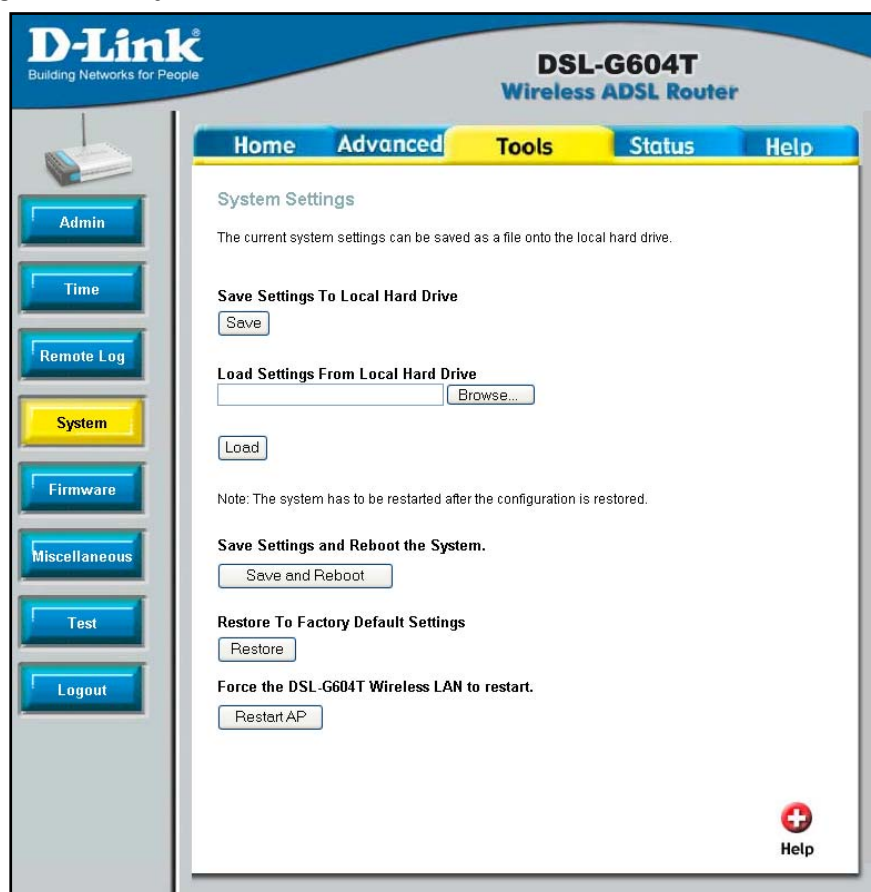 D-Link®
Building Networks for People
DSL-G604T
Wireless ADSL Router
Home Advanced Tools Status Help
Admin
Time
Remote Log
System
Firmware
Miscellaneous
Test
Logout
System Settings
The current system settings can be saved as a file onto the local hard drive.
Save Settings To Local Hard Drive
Save
Load Settings From Local Hard Drive
Browse...
Load
Note: The system has to be restarted after the configuration is restored.
Save Settings and Reboot the System.
Save and Reboot
Restore To Factory Default Settings
Restore
Force the DSL-G604T Wireless LAN to restart.
Restart AP
Help